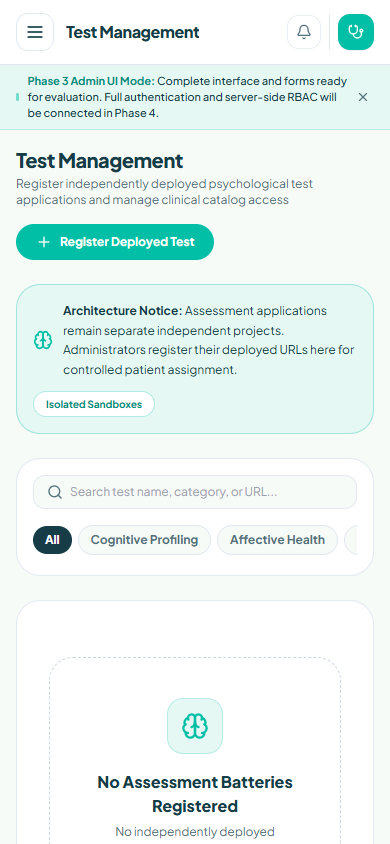 Test Management
Phase 3 Admin UI Mode: Complete interface and forms ready
for evaluation. Full authentication and server-side RBAC will
be connected in Phase 4.
Test Management
Register independently deployed psychological test
applications and manage clinical catalog access
Register Deployed Test
Architecture Notice: Assessment applications
remain separate independent projects.
Administrators register their deployed URLs here for
controlled patient assignment.
Isolated Sandboxes
Search test name, category, or URL...
All Cognitive Profiling Affective Health
No Assessment Batteries
Registered
No independently deployed